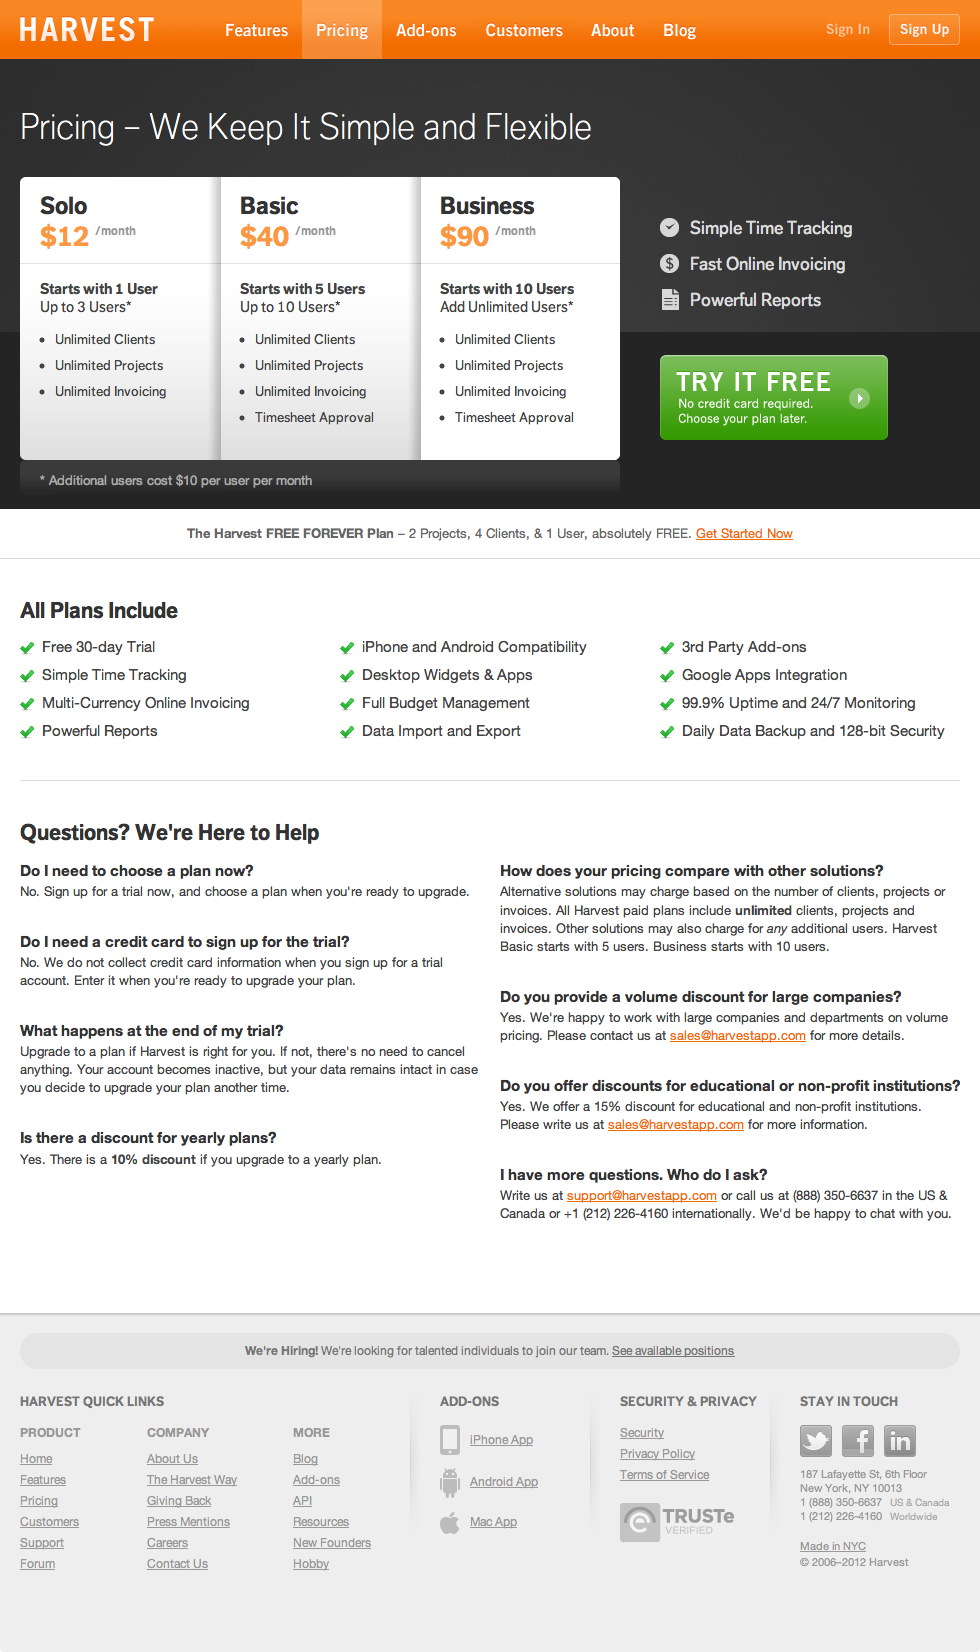 HARVEST
Features Pricing Add-ons Customers About Blog Sign In Sign Up
Pricing – We Keep It Simple and Flexible
Solo
$12 /month
Starts with 1 User
Up to 3 Users*
• Unlimited Clients
• Unlimited Projects
• Unlimited Invoicing
Basic
$40 /month
Starts with 5 Users
Up to 10 Users*
• Unlimited Clients
• Unlimited Projects
• Unlimited Invoicing
• Timesheet Approval
Business
$90 /month
Starts with 10 Users
Add Unlimited Users*
• Unlimited Clients
• Unlimited Projects
• Unlimited Invoicing
• Timesheet Approval
* Additional users cost $10 per user per month
Simple Time Tracking
$ Fast Online Invoicing
Powerful Reports
TRY IT FREE
No credit card required.
Choose your plan later.
The Harvest FREE FOREVER Plan – 2 Projects, 4 Clients, & 1 User, absolutely FREE. Get Started Now
All Plans Include
Free 30-day Trial
Simple Time Tracking
Multi-Currency Online Invoicing
Powerful Reports
iPhone and Android Compatibility
Desktop Widgets & Apps
Full Budget Management
Data Import and Export
3rd Party Add-ons
Google Apps Integration
99.9% Uptime and 24/7 Monitoring
Daily Data Backup and 128-bit Security
Questions? We're Here to Help
Do I need to choose a plan now?
No. Sign up for a trial now, and choose a plan when you're ready to upgrade.
Do I need a credit card to sign up for the trial?
No. We do not collect credit card information when you sign up for a trial
account. Enter it when you're ready to upgrade your plan.
What happens at the end of my trial?
Upgrade to a plan if Harvest is right for you. If not, there's no need to cancel
anything. Your account becomes inactive, but your data remains intact in case
you decide to upgrade your plan another time.
Is there a discount for yearly plans?
Yes. There is a 10% discount if you upgrade to a yearly plan.
How does your pricing compare with other solutions?
Alternative solutions may charge based on the number of clients, projects or
invoices. All Harvest paid plans include unlimited clients, projects and
invoices. Other solutions may also charge for any additional users. Harvest
Basic starts with 5 users. Business starts with 10 users.
Do you provide a volume discount for large companies?
Yes. We're happy to work with large companies and departments on volume
pricing. Please contact us at sales@harvestapp.com for more details.
Do you offer discounts for educational or non-profit institutions?
Yes. We offer a 15% discount for educational and non-profit institutions.
Please write us at sales@harvestapp.com for more information.
I have more questions. Who do I ask?
Write us at support@harvestapp.com or call us at (888) 350-6637 in the US &
Canada or +1 (212) 226-4160 internationally. We'd be happy to chat with you.
We're Hiring! We're looking for talented individuals to join our team. See available positions
HARVEST QUICK LINKS
PRODUCT
Home
Features
Pricing
Customers
Support
Forum
COMPANY
About Us
The Harvest Way
Giving Back
Press Mentions
Careers
Contact Us
MORE
Blog
Add-ons
API
Resources
New Founders
Hobby
ADD-ONS
iPhone App
Android App
Mac App
SECURITY & PRIVACY
Security
Privacy Policy
Terms of Service
e TRUSTe
VERIFIED
STAY IN TOUCH
f in
187 Lafayette St, 6th Floor
New York, NY 10013
1 (888) 350-6637 US & Canada
1 (212) 226-4160 Worldwide
Made in NYC
© 2006–2012 Harvest